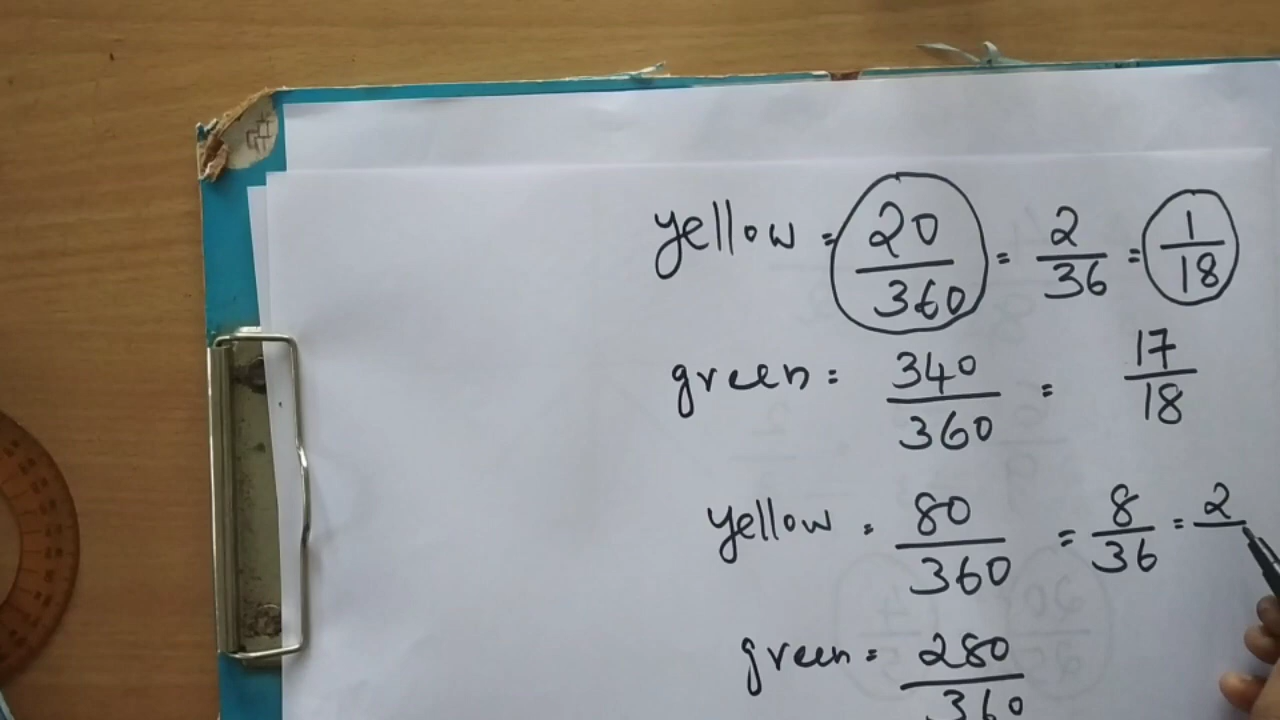 yellow = 20/360 = 2/36 = 1/18
green = 340/360 = 17/18
yellow = 80/360 = 8/36 = 2/
green = 280/360